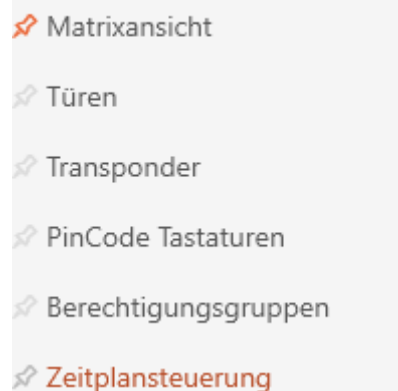 Matrixansicht
Türen
Transponder
PinCode Tastaturen
Berechtigungsgruppen
Zeitplansteuerung